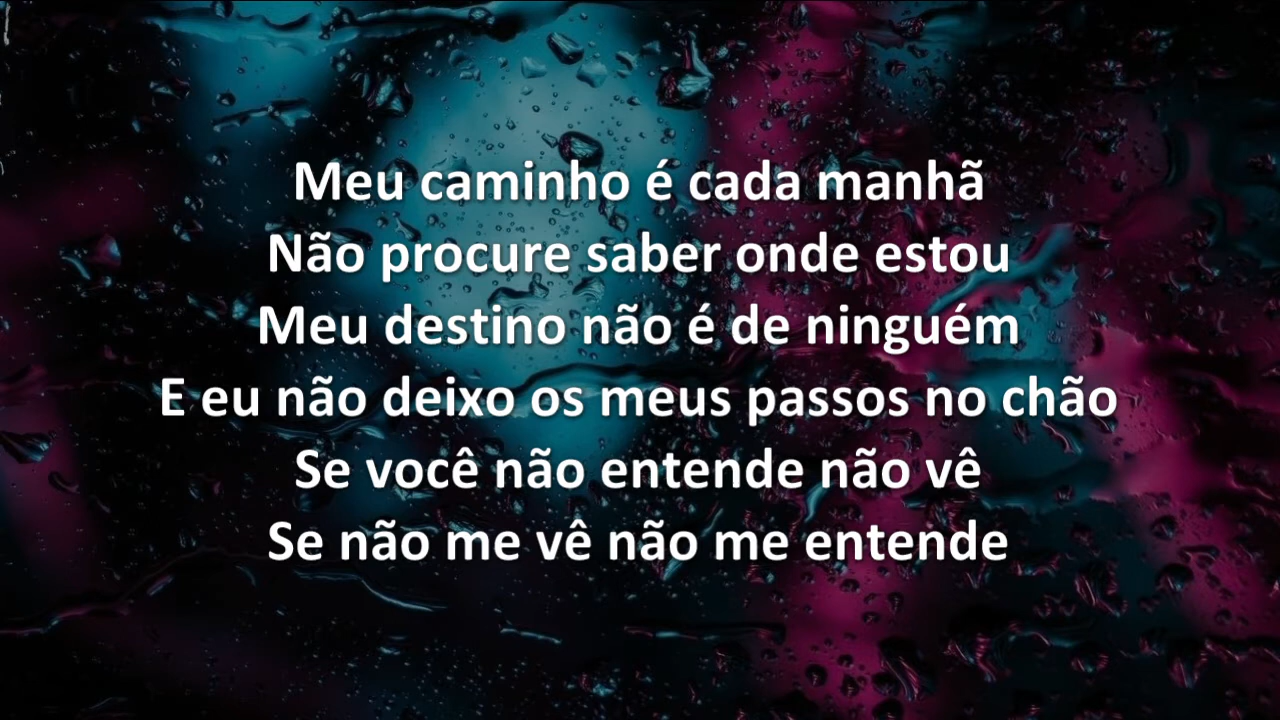 Meu caminho é cada manhã
Não procure saber onde estou
Meu destino não é de ninguém
E eu não deixo os meus passos no chão
Se você não entende não vê
Se não me vê não me entende